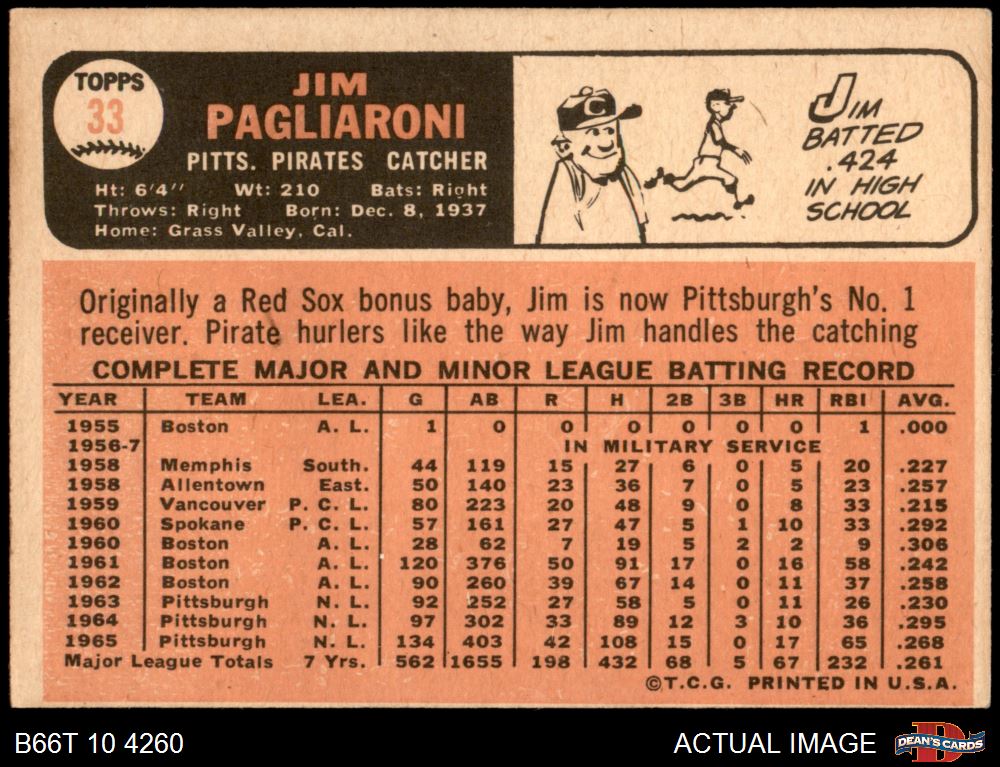 TOPPS
33
JIM
PAGLIARONI
PITTS. PIRATES CATCHER
Ht: 6'4" Wt: 210 Bats: Right
Throws: Right Born: Dec. 8, 1937
Home: Grass Valley, Cal.
C
JIM
BATTED
.424
IN HIGH
SCHOOL
Originally a Red Sox bonus baby, Jim is now Pittsburgh's No. 1
receiver. Pirate hurlers like the way Jim handles the catching
COMPLETE MAJOR AND MINOR LEAGUE BATTING RECORD
YEAR TEAM LEA. G AB R H 2B 3B HR RBI AVG.
1955 Boston A. L. 1 0 0 0 0 0 0 1 .000
1956-7 IN MILITARY SERVICE
1958 Memphis South. 44 119 15 27 6 0 5 20 .227
1958 Allentown East. 50 140 23 36 7 0 5 23 .257
1959 Vancouver P. C. L. 80 223 20 48 9 0 8 33 .215
1960 Spokane P. C. L. 57 161 27 47 5 1 10 33 .292
1960 Boston A. L. 28 62 7 19 5 2 2 9 .306
1961 Boston A. L. 120 376 50 91 17 0 16 58 .242
1962 Boston A. L. 90 260 39 67 14 0 11 37 .258
1963 Pittsburgh N. L. 92 252 27 58 5 0 11 26 .230
1964 Pittsburgh N. L. 97 302 33 89 12 3 10 36 .295
1965 Pittsburgh N. L. 134 403 42 108 15 0 17 65 .268
Major League Totals 7 Yrs. 562 1655 198 432 68 5 67 232 .261
©T.C.G. PRINTED IN U.S.A.
B66T 10 4260
ACTUAL IMAGE
DEAN'S CARDS